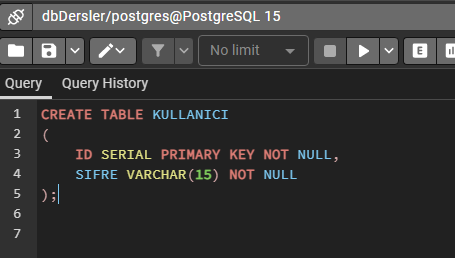 dbDersler/postgres@PostgreSQL 15
No limit
E
Query Query History
1 CREATE TABLE KULLANICI
2 (
3 ID SERIAL PRIMARY KEY NOT NULL,
4 SIFRE VARCHAR(15) NOT NULL
5 );
6
7